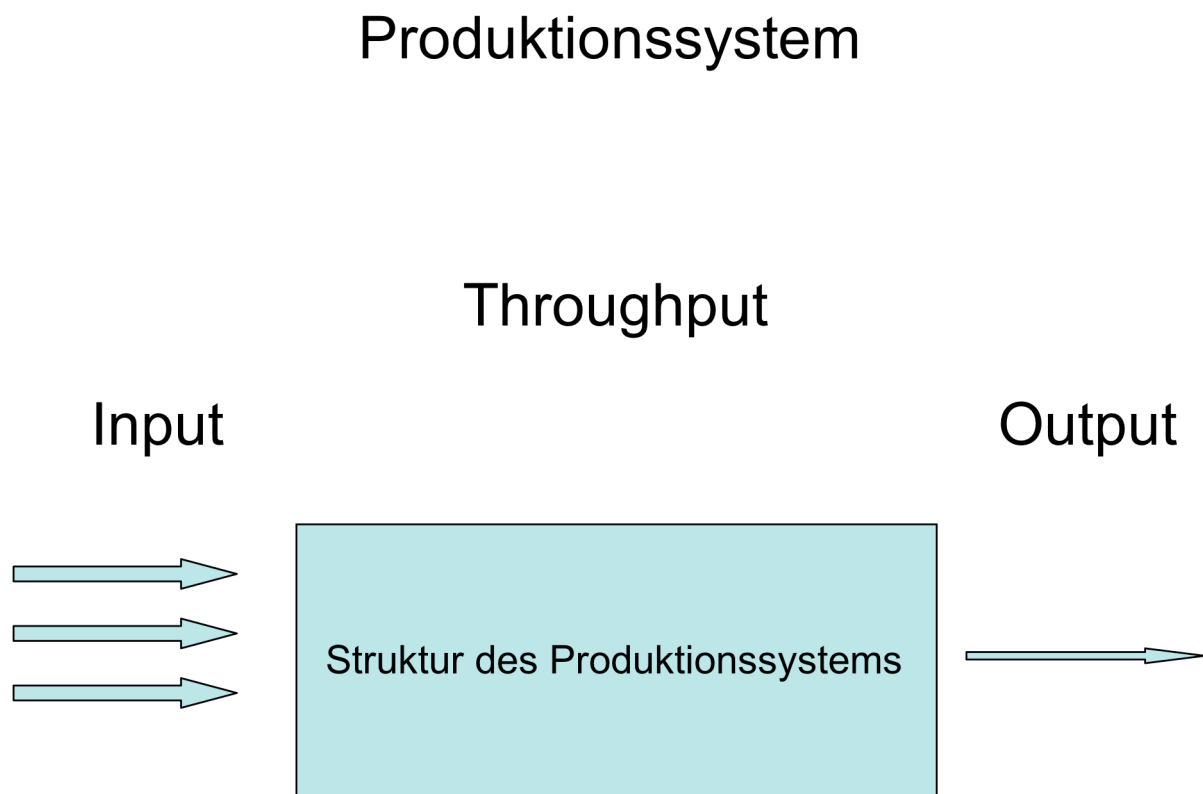 Produktionssystem
Throughput
Input
Output
Struktur des Produktionssystems